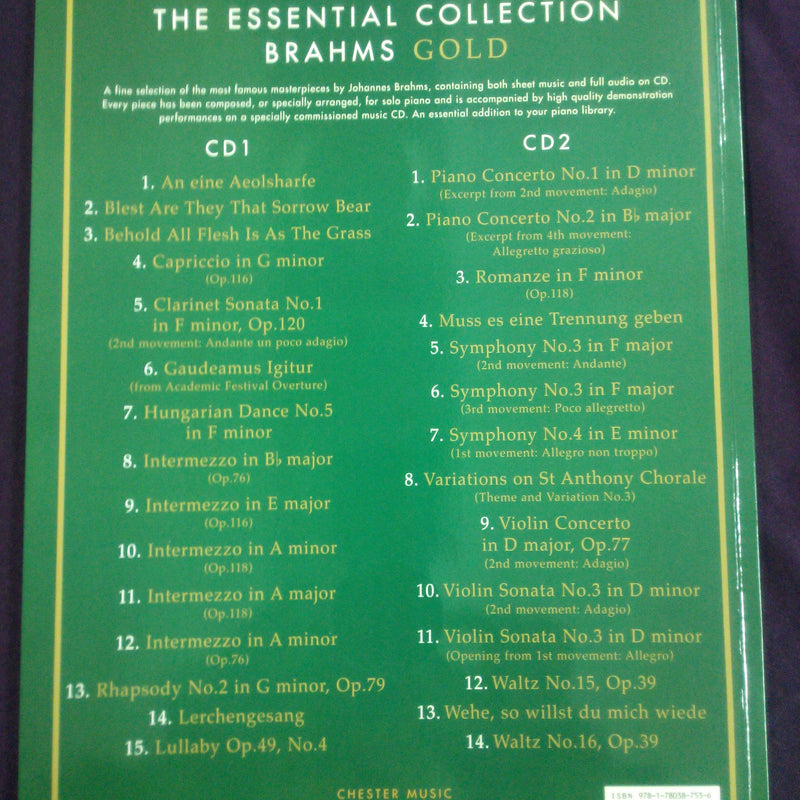 THE ESSENTIAL COLLECTION
BRAHMS GOLD
A fine selection of the most famous masterpieces by Johannes Brahms, containing both sheet music and full audio on CD.
Every piece has been composed, or specially arranged, for solo piano and is accompanied by high quality demonstration
performances on a specially commissioned music CD. An essential addition to your piano library.
CD1
1. An eine Aeolsharfe
2. Blest Are They That Sorrow Bear
3. Behold All Flesh Is As The Grass
4. Capriccio in G minor
(Op.116)
5. Clarinet Sonata No.1
in F minor, Op.120
(2nd movement: Andante un poco adagio)
6. Gaudeamus Igitur
(from Academic Festival Overture)
7. Hungarian Dance No.5
in F minor
8. Intermezzo in B♭ major
(Op.76)
9. Intermezzo in E major
(Op.116)
10. Intermezzo in A minor
(Op.118)
11. Intermezzo in A major
(Op.118)
12. Intermezzo in A minor
(Op.76)
13. Rhapsody No.2 in G minor, Op.79
14. Lerchengesang
15. Lullaby Op.49, No.4
CD2
1. Piano Concerto No.1 in D minor
(Excerpt from 2nd movement: Adagio)
2. Piano Concerto No.2 in B♭ major
(Excerpt from 4th movement:
Allegretto grazioso)
3. Romanze in F minor
(Op.118)
4. Muss es eine Trennung geben
5. Symphony No.3 in F major
(2nd movement: Andante)
6. Symphony No.3 in F major
(3rd movement: Poco allegretto)
7. Symphony No.4 in E minor
(1st movement: Allegro non troppo)
8. Variations on St Anthony Chorale
(Theme and Variation No.3)
9. Violin Concerto
in D major, Op.77
(2nd movement: Adagio)
10. Violin Sonata No.3 in D minor
(2nd movement: Adagio)
11. Violin Sonata No.3 in D minor
(Opening from 1st movement: Allegro)
12. Waltz No.15, Op.39
13. Wehe, so willst du mich wiede
14. Waltz No.16, Op.39
CHESTER MUSIC
ISBN 978-1-78038-753-6